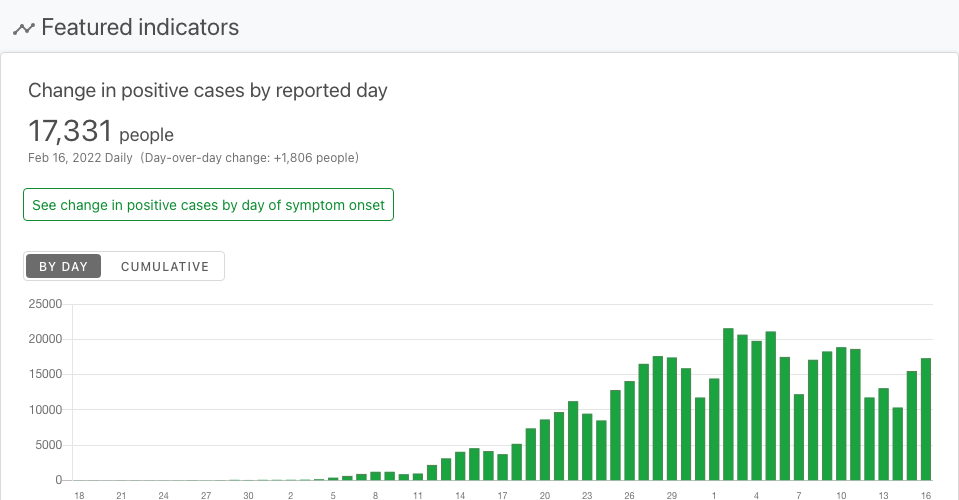 Featured indicators
Change in positive cases by reported day
17,331 people
Feb 16, 2022 Daily (Day-over-day change: +1,806 people)
See change in positive cases by day of symptom onset
BY DAY CUMULATIVE
25000
20000
15000
10000
5000
0
18 21 24 27 30 2 5 8 11 14 17 20 23 26 29 1 4 7 10 13 16